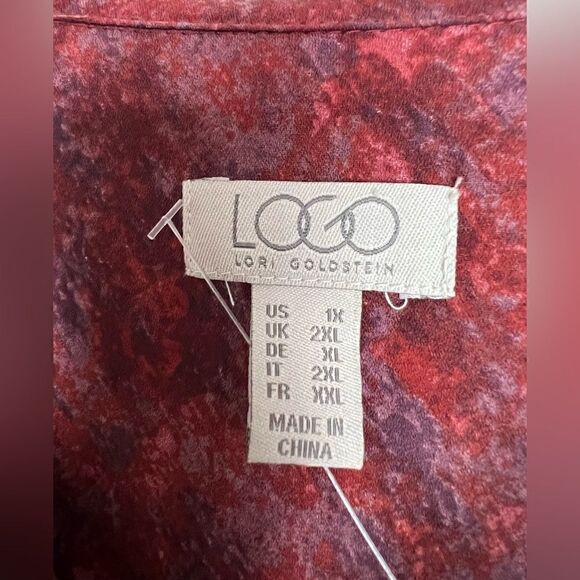 LOGO
LORI GOLDSTEIN
US 1X
UK 2XL
DE XL
IT 2XL
FR XXL
MADE IN
CHINA